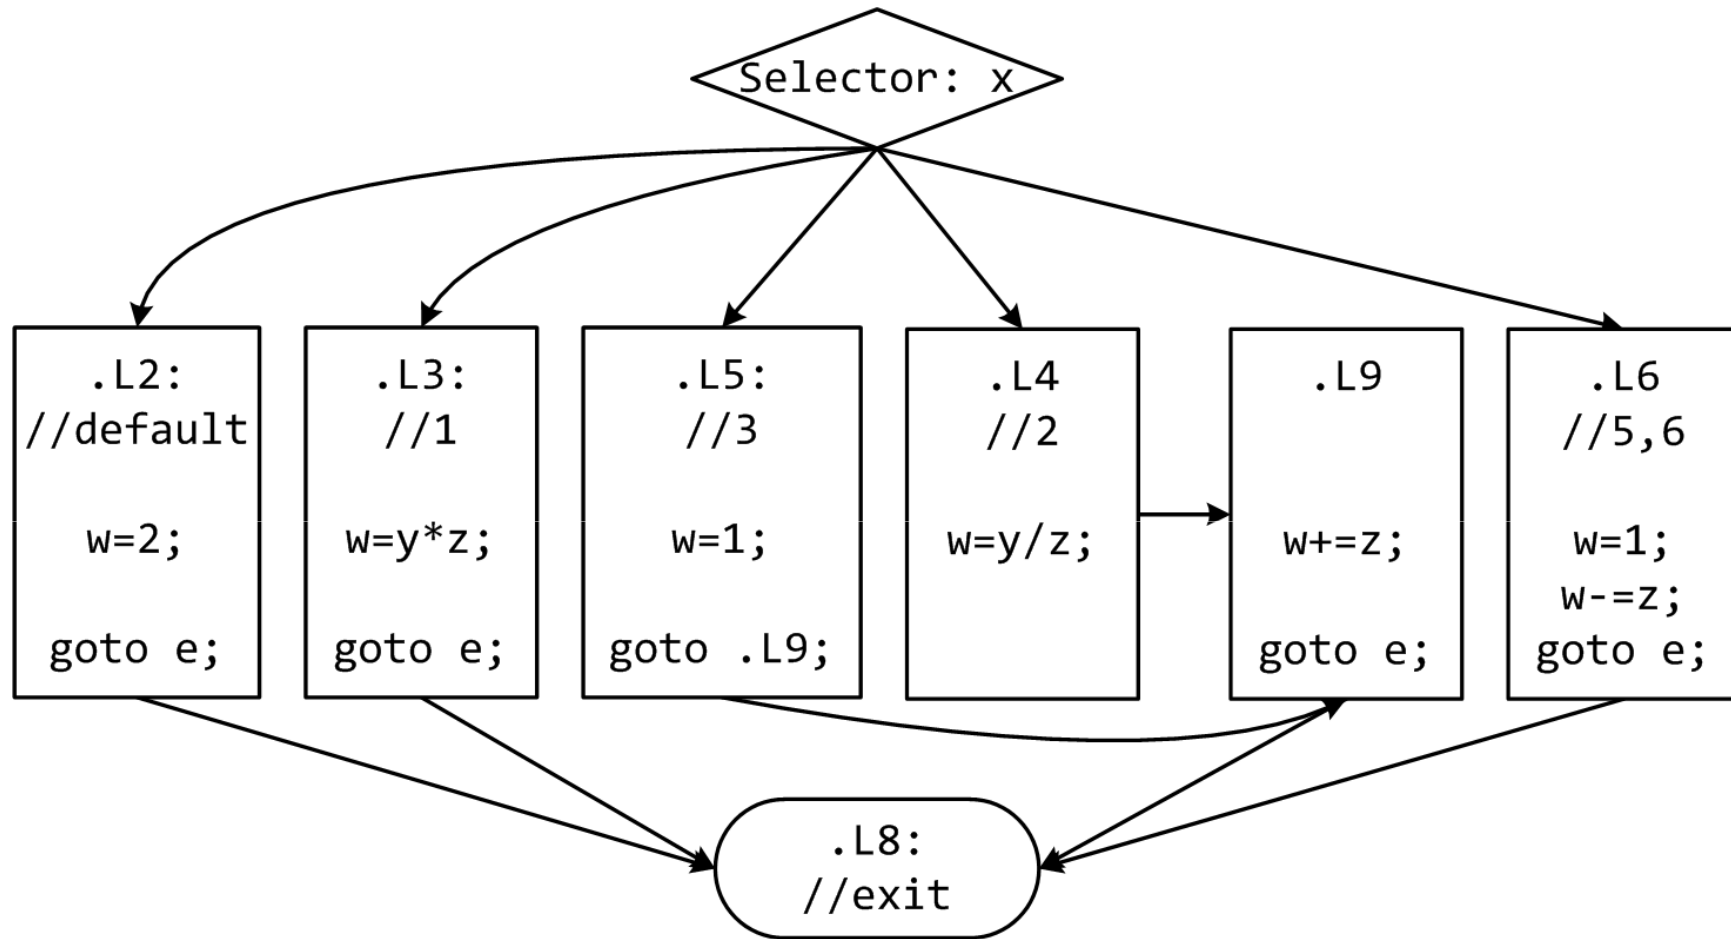 Selector: x
.L2:
//default
w=2;
goto e;
.L3:
//1
w=y*z;
goto e;
.L5:
//3
w=1;
goto .L9;
.L4
//2
w=y/z;
.L9
w+=z;
goto e;
.L6
//5,6
w=1;
w-=z;
goto e;
.L8:
//exit